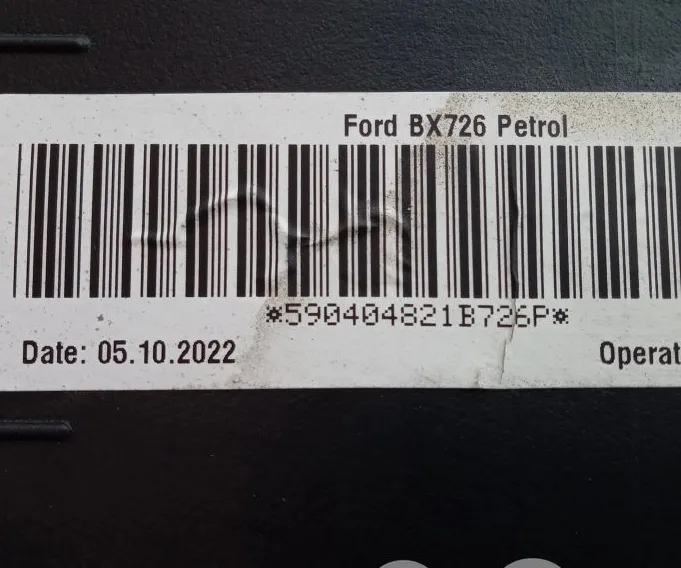 Ford BX726 Petrol
*590404821B726P*
Date: 05.10.2022 Operat